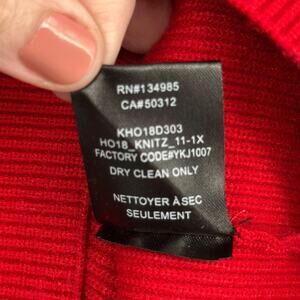 RN#134985
CA#50312
KHO18D303
HO18_KNITZ_11-1X
FACTORY CODE#YKJ1007
DRY CLEAN ONLY
NETTOYER À SEC
SEULEMENT